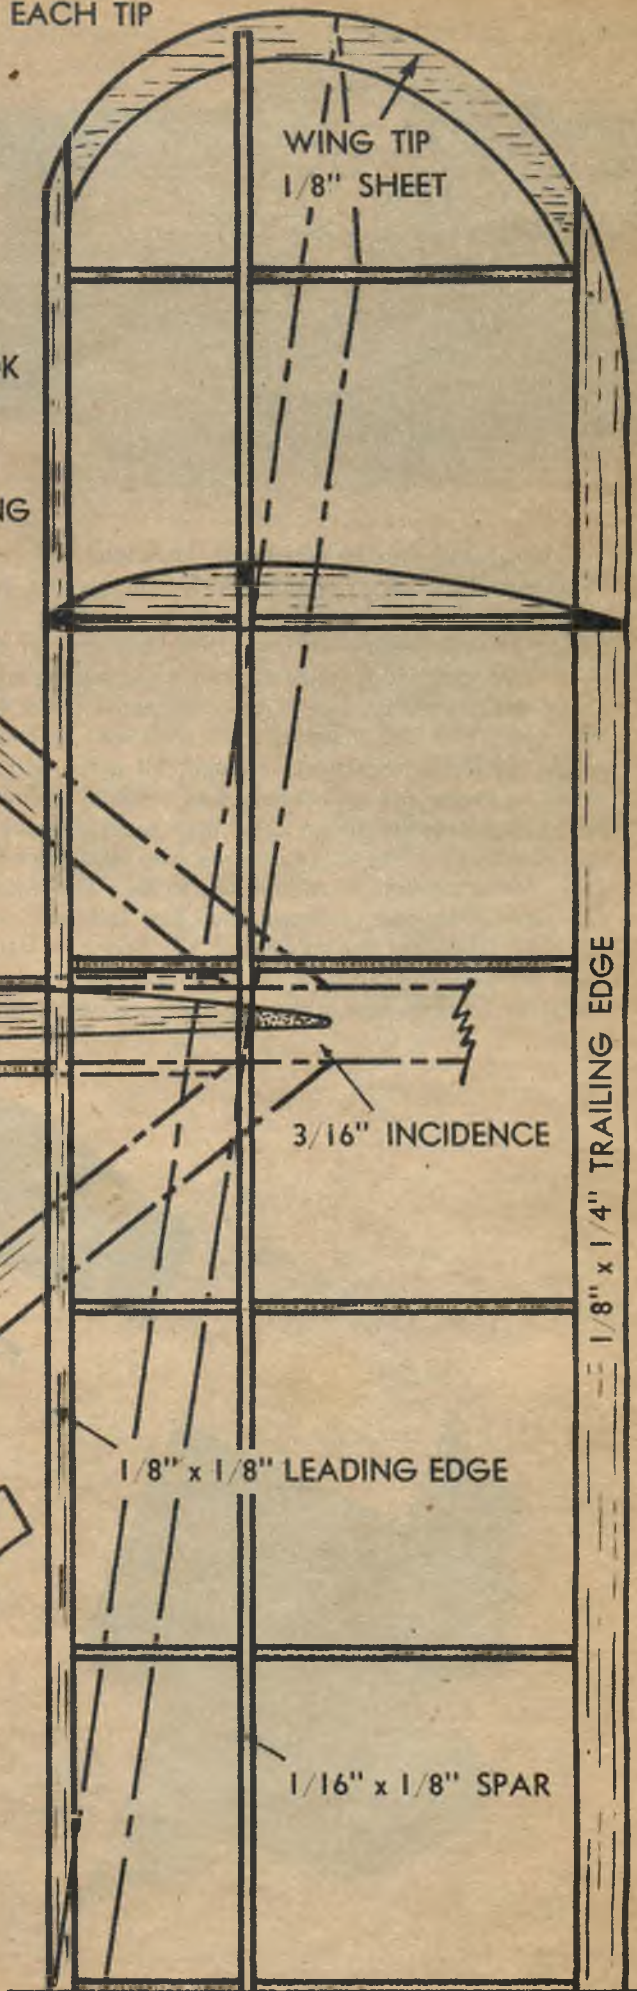 EACH TIP
WING TIP
1/8" SHEET
3/16" INCIDENCE
1/8" x 1/4" TRAILING EDGE
1/8" x 1/8" LEADING EDGE
1/16" x 1/8" SPAR